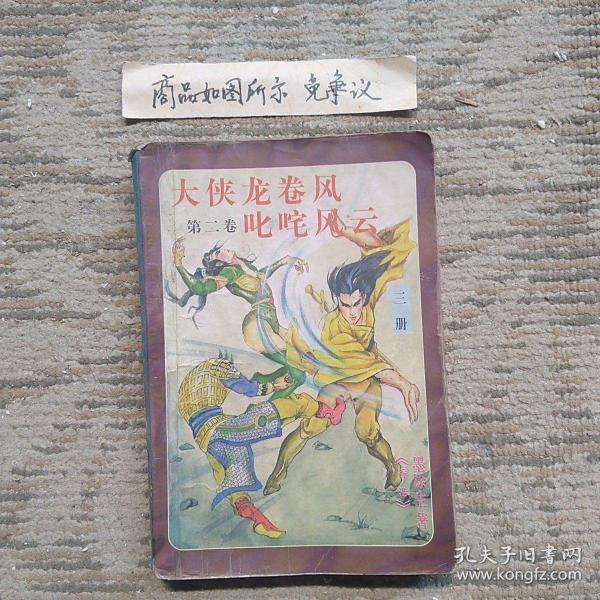 商品如图所示 免争议
大侠龙卷风
第二卷 叱咤风云
三册
著
孔夫子旧书网
www.kongfz.com